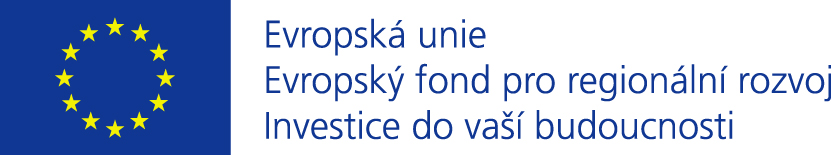 Evropská unie
Evropský fond pro regionální rozvoj
Investice do vaší budoucnosti